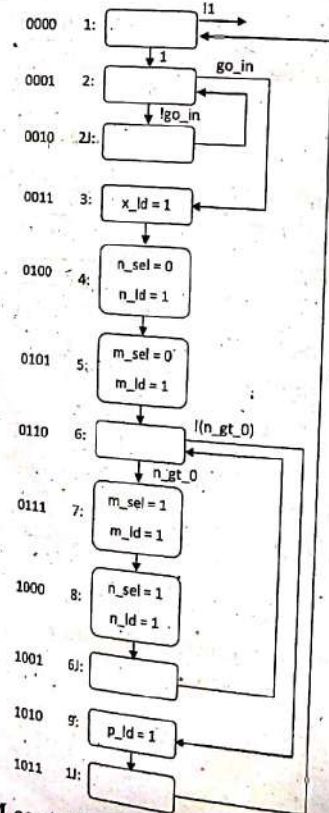 !1
0000 1:
1
0001 2: go_in
!go_in
0010 2J:
0011 3: x_ld = 1
0100 4: n_sel = 0
n_ld = 1
0101 5: m_sel = 0
m_ld = 1
0110 6: !(n_gt_0)
n_gt_0
0111 7: m_sel = 1
m_ld = 1
1000 8: n_sel = 1
n_ld = 1
1001 6J:
1010 9: p_ld = 1
1011 1J: